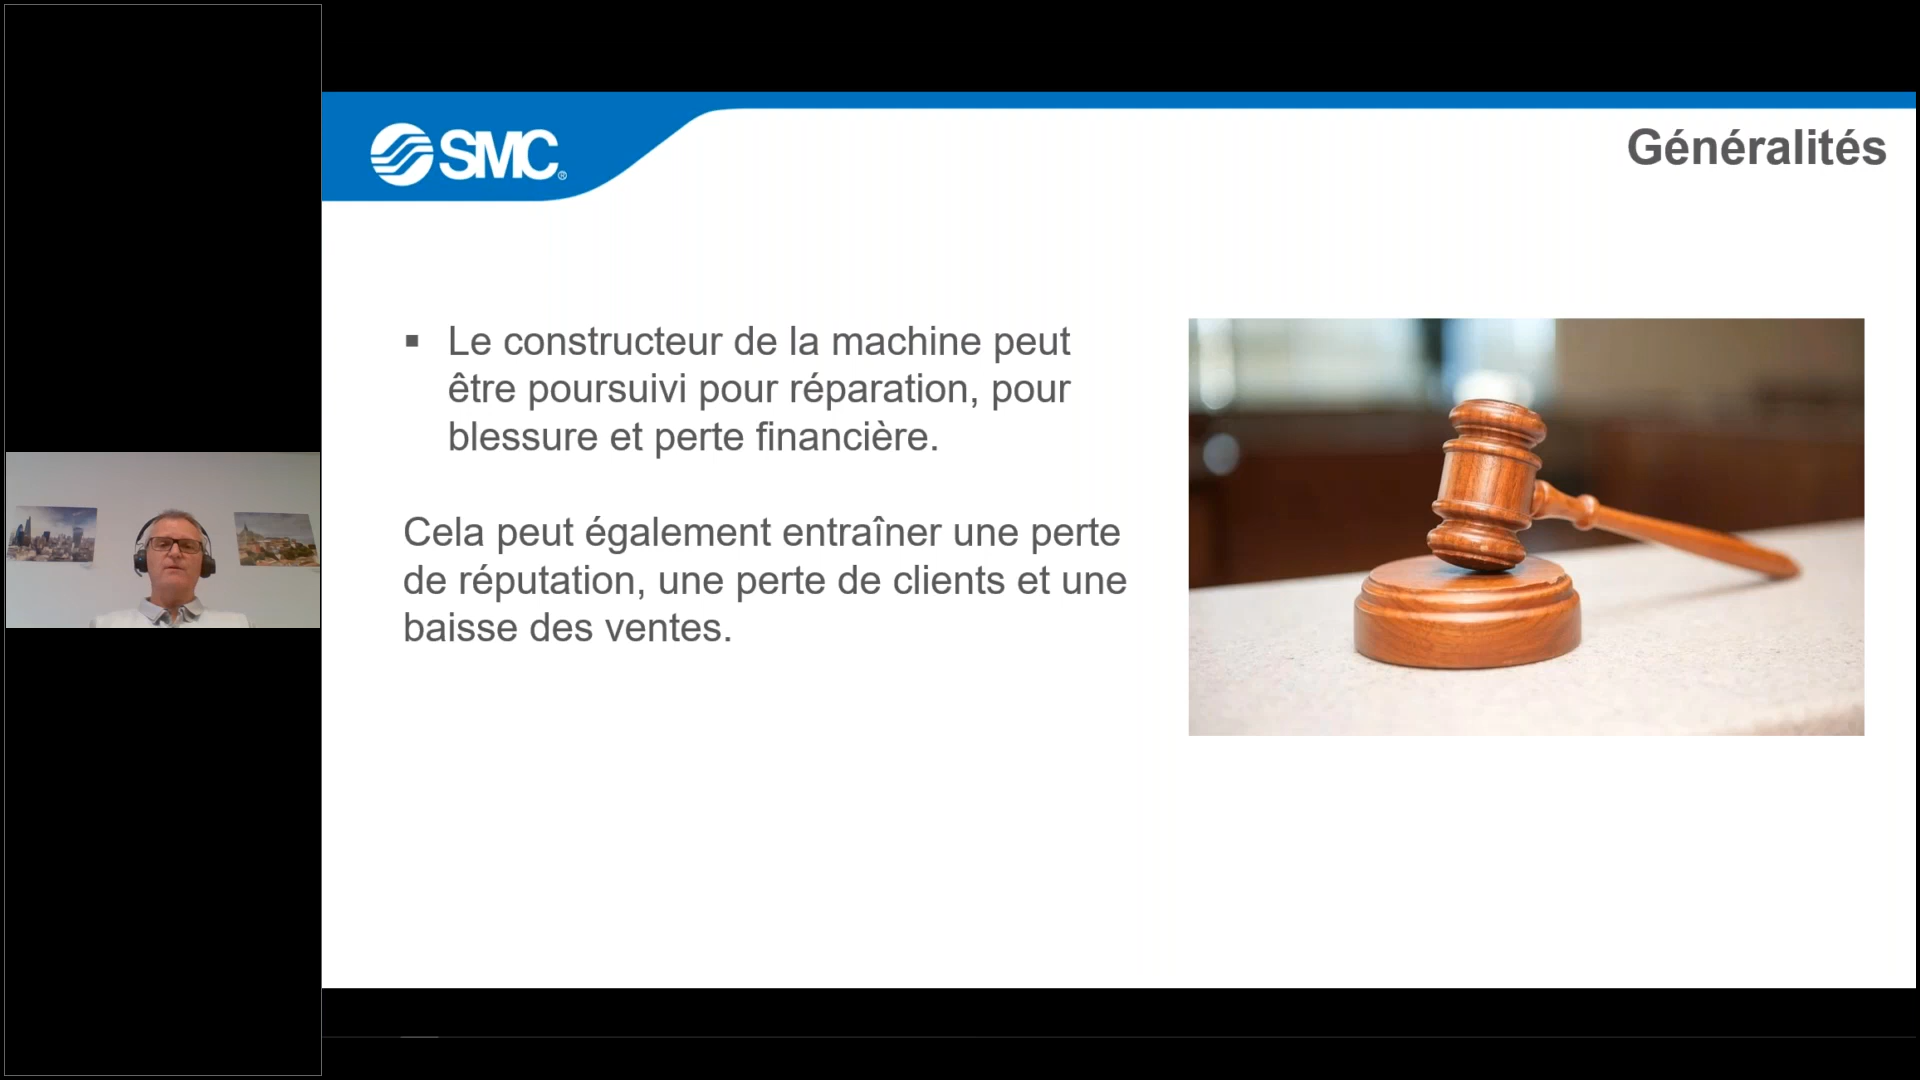 SMC®
Généralités
▪ Le constructeur de la machine peut
être poursuivi pour réparation, pour
blessure et perte financière.
Cela peut également entraîner une perte
de réputation, une perte de clients et une
baisse des ventes.